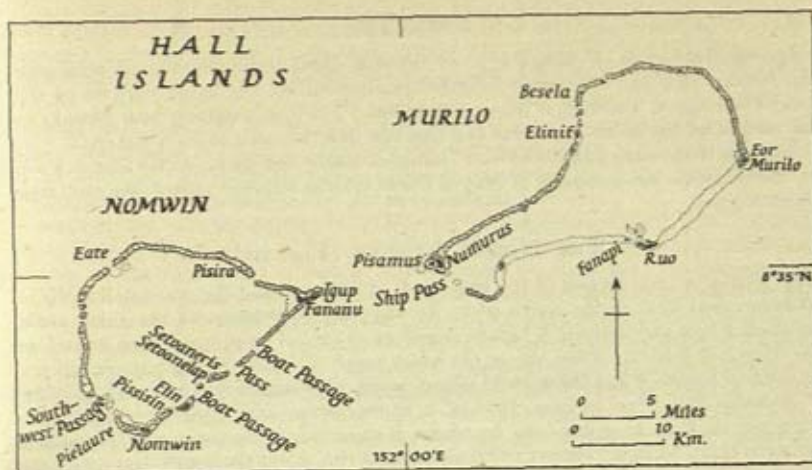 HALL
ISLANDS
MURILO
NOMWIN
Besela
Elinif
For
Murilo
Numurus
Pisamus
Fanapi
Ruo
8°35'N
Ship Pass
Eate
Pisira
Igup
Fananu
Setoaneris
Setoanelap
Boat Passage
Pass
Pissisin
Elin
Boat Passage
South-
west Passage
Pielaure
Nomwin
0 5
Miles
0 10
Km.
152° 00'E